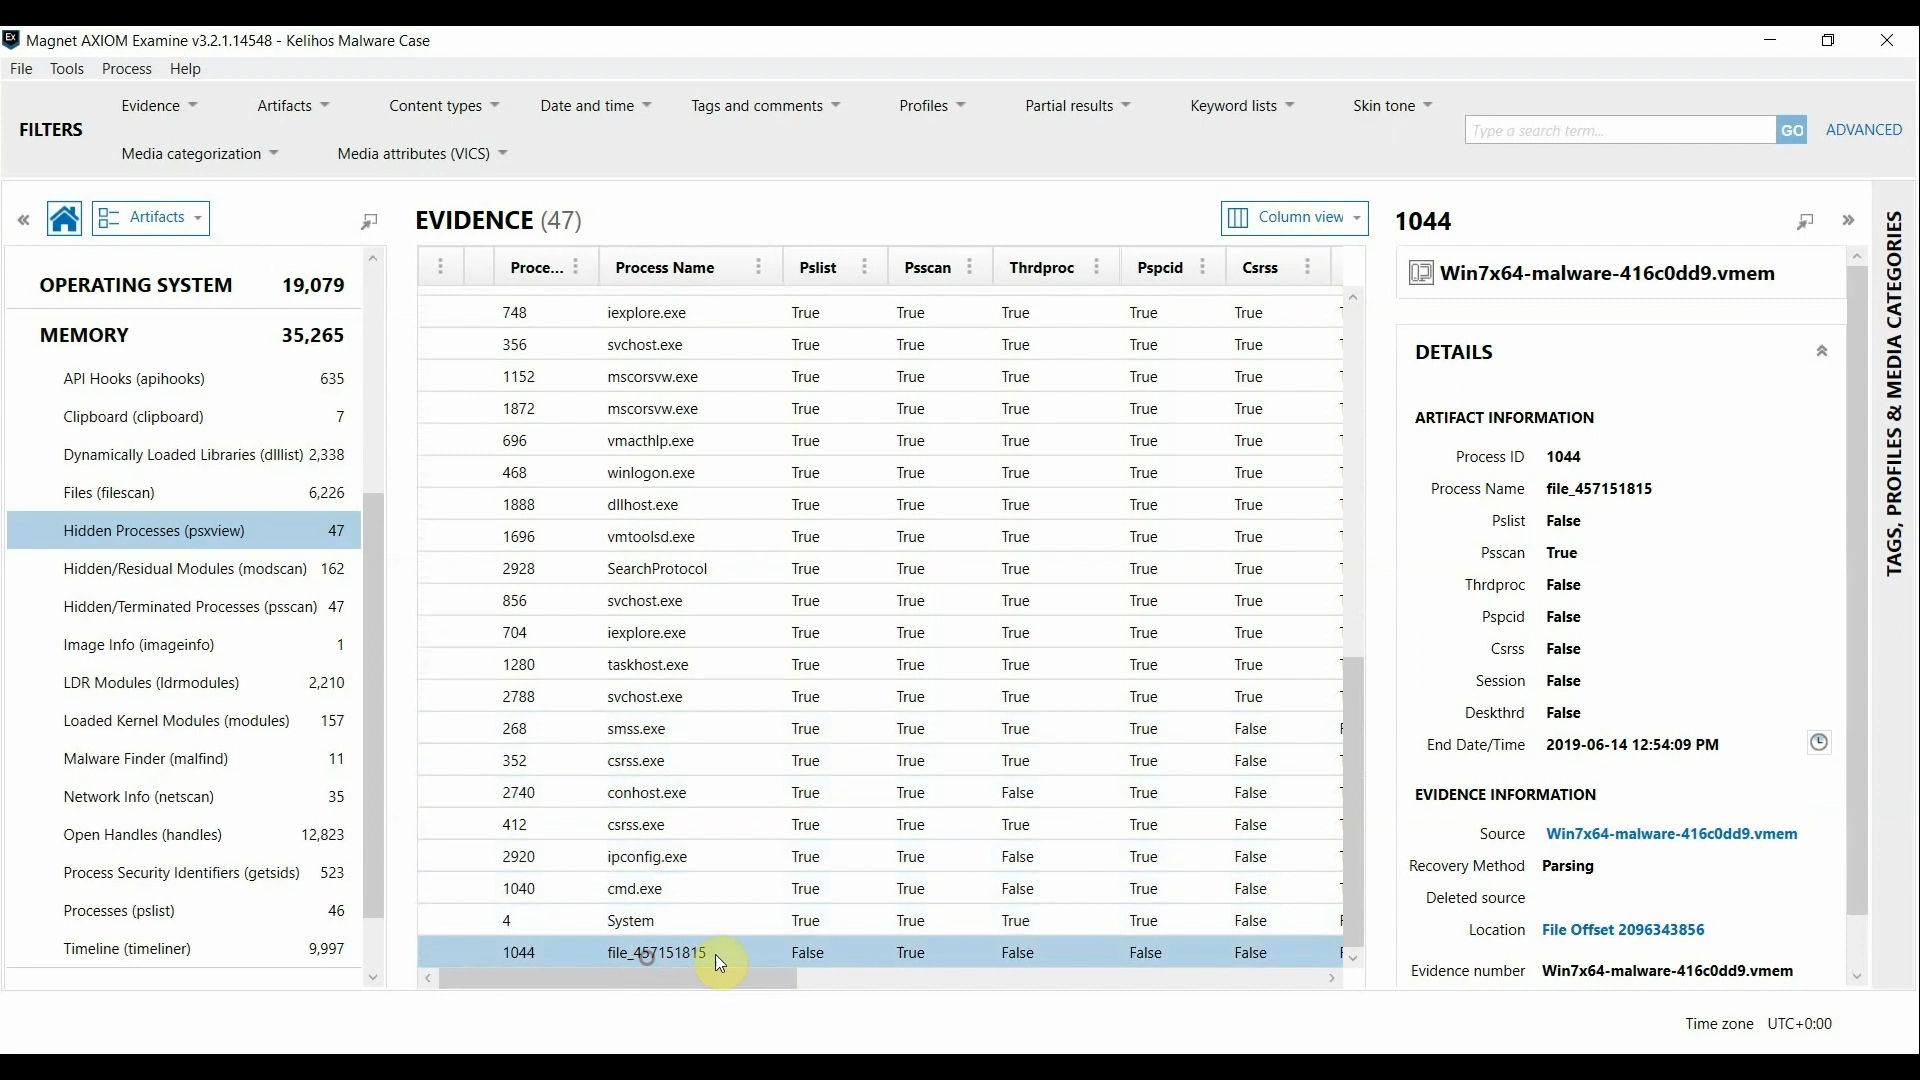 Magnet AXIOM Examine v3.2.1.14548 - Kelihos Malware Case
File Tools Process Help
FILTERS
Evidence Artifacts Content types Date and time Tags and comments Profiles Partial results Keyword lists Skin tone
Media categorization Media attributes (VICS)
Type a search term... GO ADVANCED
Artifacts
OPERATING SYSTEM 19,079
MEMORY 35,265
API Hooks (apihooks) 635
Clipboard (clipboard) 7
Dynamically Loaded Libraries (dlllist) 2,338
Files (filescan) 6,226
Hidden Processes (psxview) 47
Hidden/Residual Modules (modscan) 162
Hidden/Terminated Processes (psscan) 47
Image Info (imageinfo) 1
LDR Modules (ldrmodules) 2,210
Loaded Kernel Modules (modules) 157
Malware Finder (malfind) 11
Network Info (netscan) 35
Open Handles (handles) 12,823
Process Security Identifiers (getsids) 523
Processes (pslist) 46
Timeline (timeliner) 9,997
EVIDENCE (47)
Column view
Proce... Process Name Pslist Psscan Thrdproc Pspcid Csrss
748 iexplore.exe True True True True True
356 svchost.exe True True True True True
1152 mscorsvw.exe True True True True True
1872 mscorsvw.exe True True True True True
696 vmacthlp.exe True True True True True
468 winlogon.exe True True True True True
1888 dllhost.exe True True True True True
1696 vmtoolsd.exe True True True True True
2928 SearchProtocol True True True True True
856 svchost.exe True True True True True
704 iexplore.exe True True True True True
1280 taskhost.exe True True True True True
2788 svchost.exe True True True True True
268 smss.exe True True True True False
352 csrss.exe True True True True False
2740 conhost.exe True True False True False
412 csrss.exe True True True True False
2920 ipconfig.exe True True False True False
1040 cmd.exe True True False True False
4 System True True True True False
1044 file_457151815 False True False False False
1044
Win7x64-malware-416c0dd9.vmem
DETAILS
ARTIFACT INFORMATION
Process ID 1044
Process Name file_457151815
Pslist False
Psscan True
Thrdproc False
Pspcid False
Csrss False
Session False
Deskthrd False
End Date/Time 2019-06-14 12:54:09 PM
EVIDENCE INFORMATION
Source Win7x64-malware-416c0dd9.vmem
Recovery Method Parsing
Deleted source
Location File Offset 2096343856
Evidence number Win7x64-malware-416c0dd9.vmem
TAGS, PROFILES & MEDIA CATEGORIES
Time zone UTC+0:00